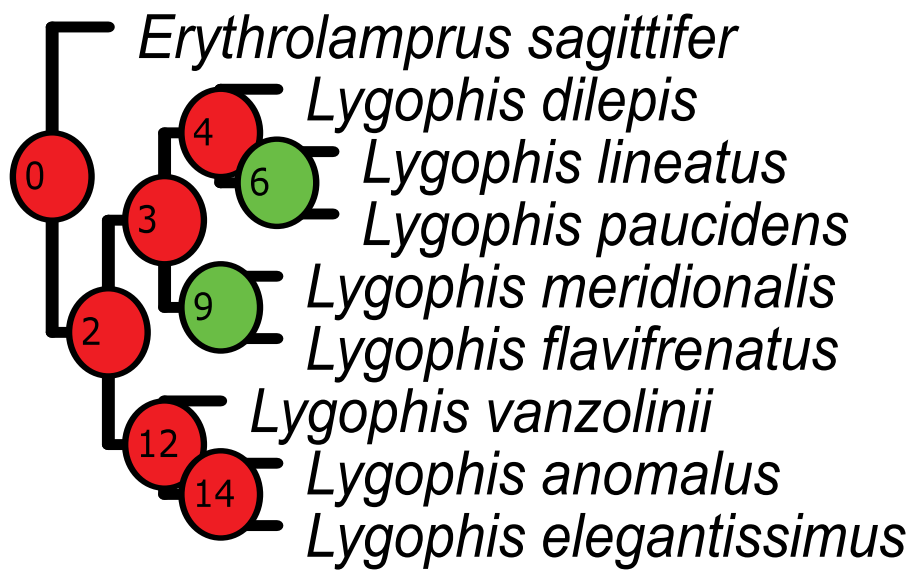 Erythrolamprus sagittifer
Lygophis dilepis
4
Lygophis lineatus
0
6
3
Lygophis paucidens
Lygophis meridionalis
9
2
Lygophis flavifrenatus
Lygophis vanzolinii
12
Lygophis anomalus
14
Lygophis elegantissimus